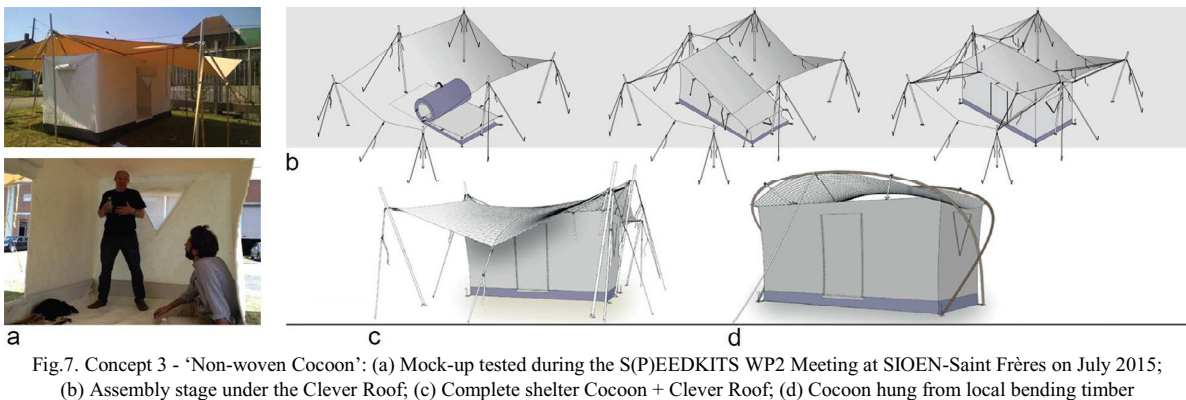 b
a
c
d
Fig.7. Concept 3 - ‘Non-woven Cocoon’: (a) Mock-up tested during the S(P)EEDKITS WP2 Meeting at SIOEN-Saint Frères on July 2015;
(b) Assembly stage under the Clever Roof; (c) Complete shelter Cocoon + Clever Roof; (d) Cocoon hung from local bending timber